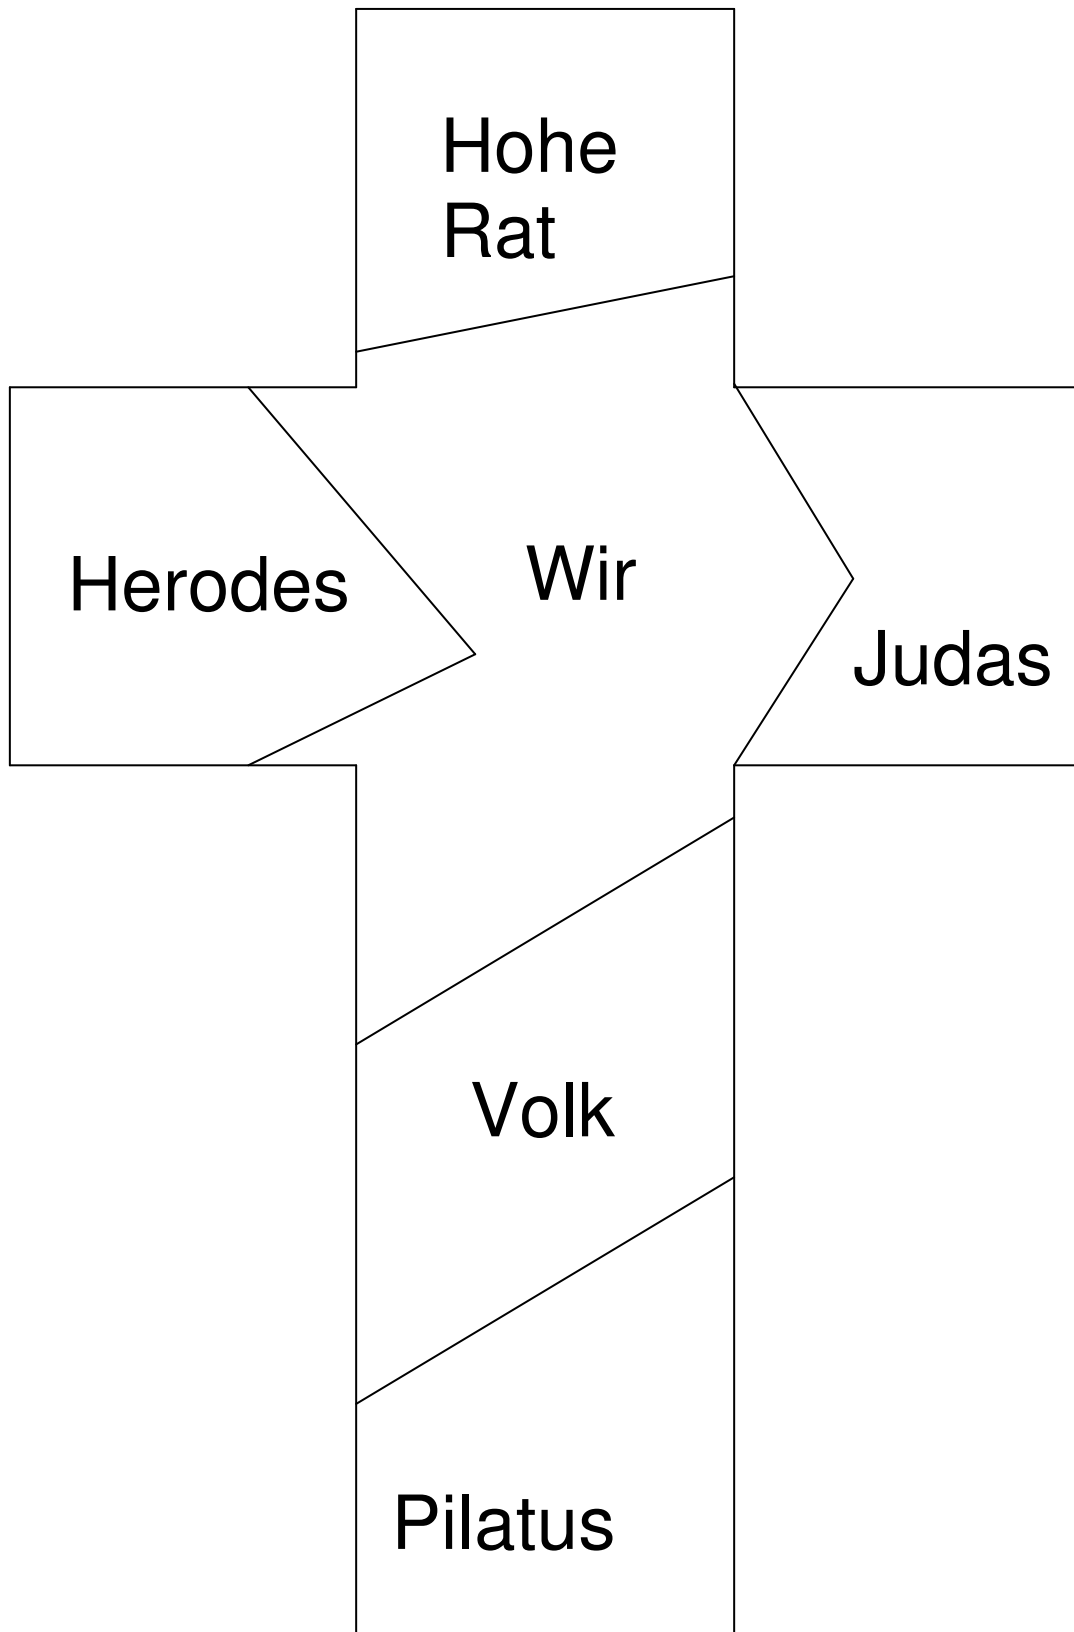 Hohe
Rat
Wir
Herodes
Judas
Volk
Pilatus